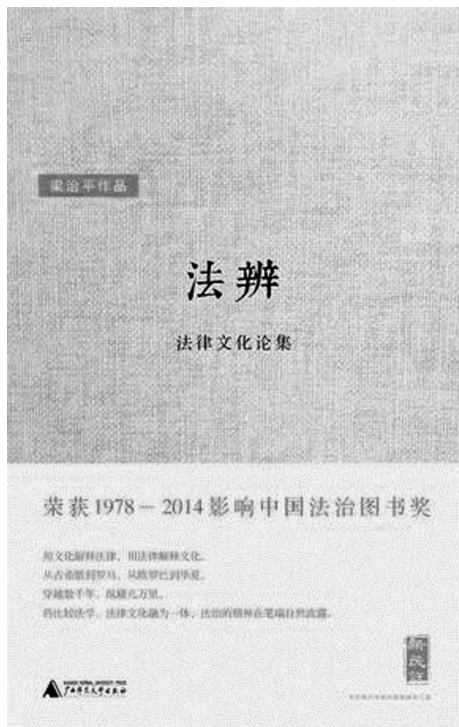 梁治平作品
法辨
法律文化论集
荣获1978－2014影响中国法治图书奖
用文化解释法律，用法律解释文化。
从古希腊到罗马，从欧罗巴到华夏，
穿越数千年，纵横几万里，
将比较法学、法律文化融为一体，法治的精神在笔端自然流露。
新民说
GUANGXI NORMAL UNIVERSITY PRESS
广西师范大学出版社